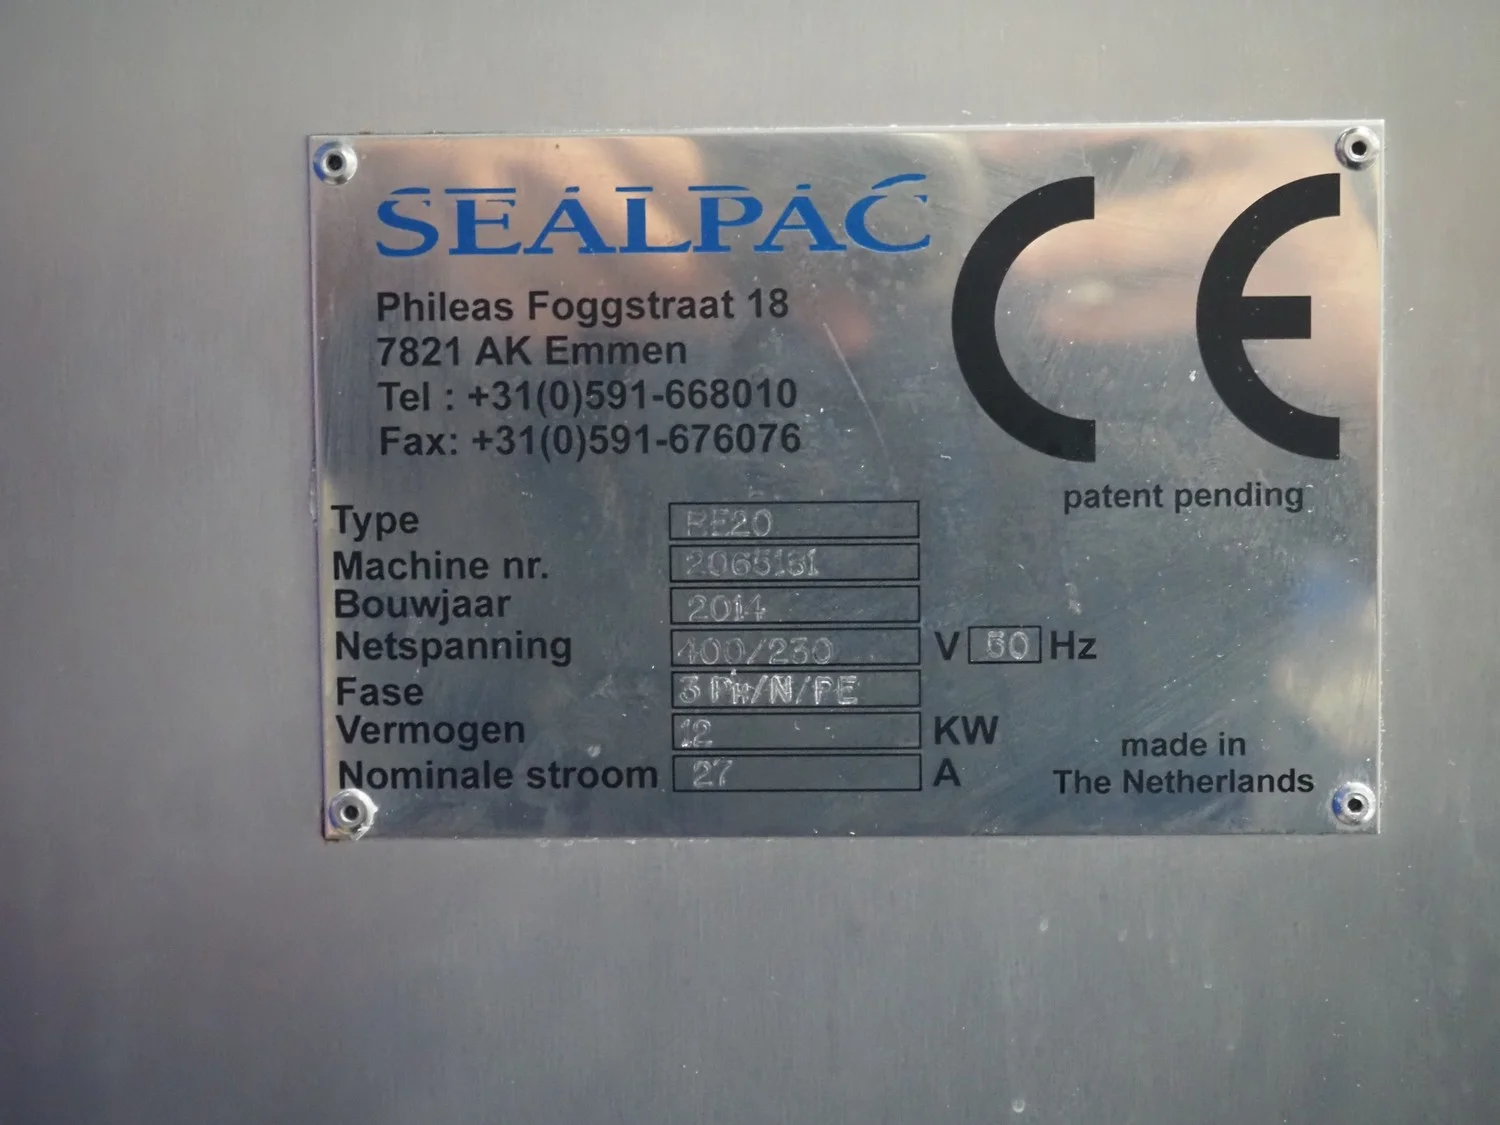 SEALPAC
CE
Phileas Foggstraat 18
7821 AK Emmen
Tel : +31(0)591-668010
Fax: +31(0)591-676076
patent pending
Type RE20
Machine nr.
Bouwjaar 2014
Netspanning 400/230 V 50 Hz
Fase 3 PH/N/PE
Vermogen 12 KW
Nominale stroom 27 A
made in
The Netherlands